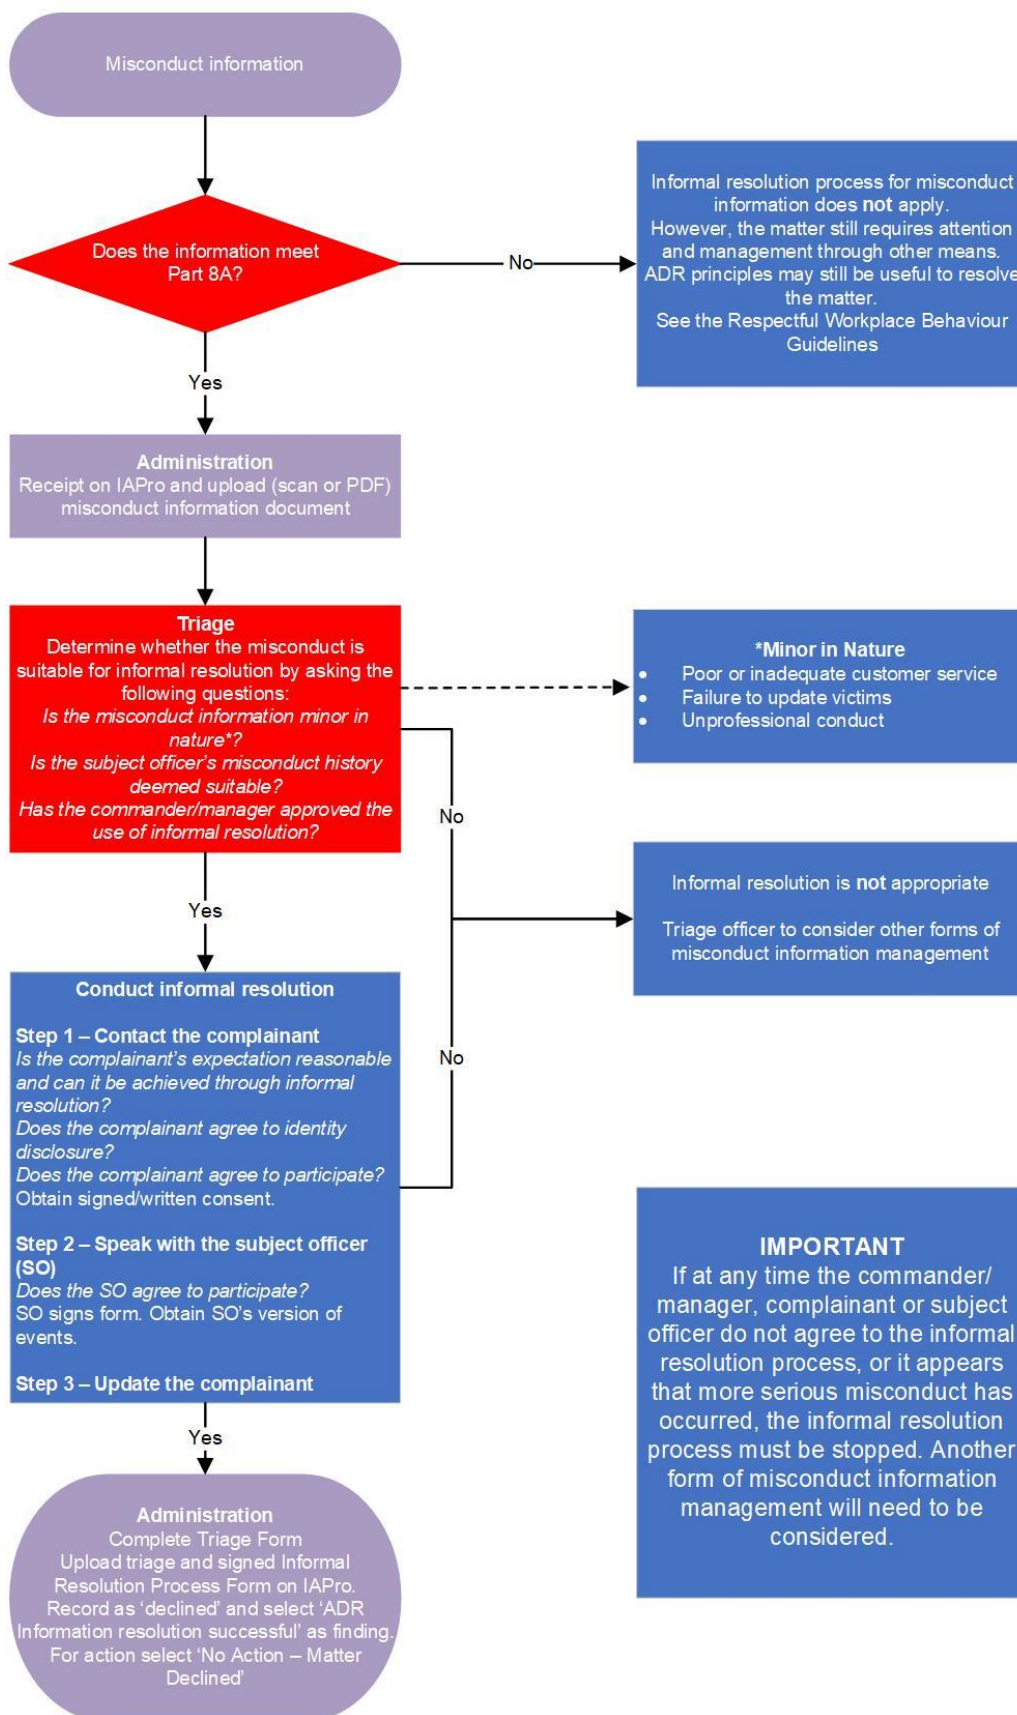 Misconduct information
Does the information meet
Part 8A?
No
Informal resolution process for misconduct
information does not apply.
However, the matter still requires attention
and management through other means.
ADR principles may still be useful to resolve
the matter.
See the Respectful Workplace Behaviour
Guidelines
Yes
Administration
Receipt on IAPro and upload (scan or PDF)
misconduct information document
Triage
Determine whether the misconduct is
suitable for informal resolution by asking the
following questions:
Is the misconduct information minor in
nature*?
Is the subject officer's misconduct history
deemed suitable?
Has the commander/manager approved the
use of informal resolution?
*Minor in Nature
• Poor or inadequate customer service
• Failure to update victims
• Unprofessional conduct
No
Yes
Informal resolution is not appropriate
Triage officer to consider other forms of
misconduct information management
Conduct informal resolution
Step 1 – Contact the complainant
Is the complainant's expectation reasonable
and can it be achieved through informal
resolution?
Does the complainant agree to identity
disclosure?
Does the complainant agree to participate?
Obtain signed/written consent.
Step 2 – Speak with the subject officer
(SO)
Does the SO agree to participate?
SO signs form. Obtain SO's version of
events.
Step 3 – Update the complainant
No
IMPORTANT
If at any time the commander/
manager, complainant or subject
officer do not agree to the informal
resolution process, or it appears
that more serious misconduct has
occurred, the informal resolution
process must be stopped. Another
form of misconduct information
management will need to be
considered.
Yes
Administration
Complete Triage Form
Upload triage and signed Informal
Resolution Process Form on IAPro.
Record as 'declined' and select 'ADR
Information resolution successful' as finding.
For action select 'No Action – Matter
Declined'